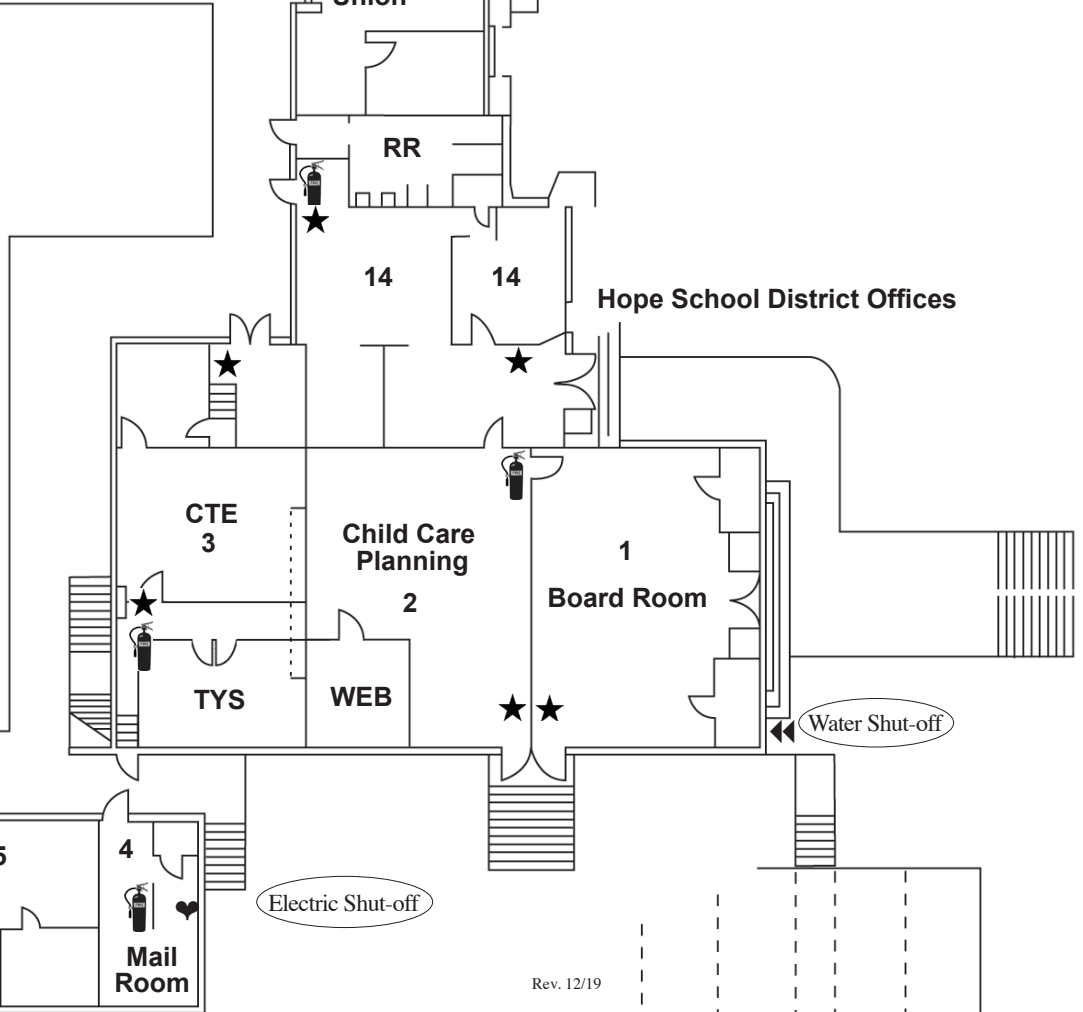 Union
RR
14
14
Hope School District Offices
CTE
3
Child Care
Planning
2
1
Board Room
TYS
WEB
Water Shut-off
4
5
Electric Shut-off
Mail
Room
Rev. 12/19